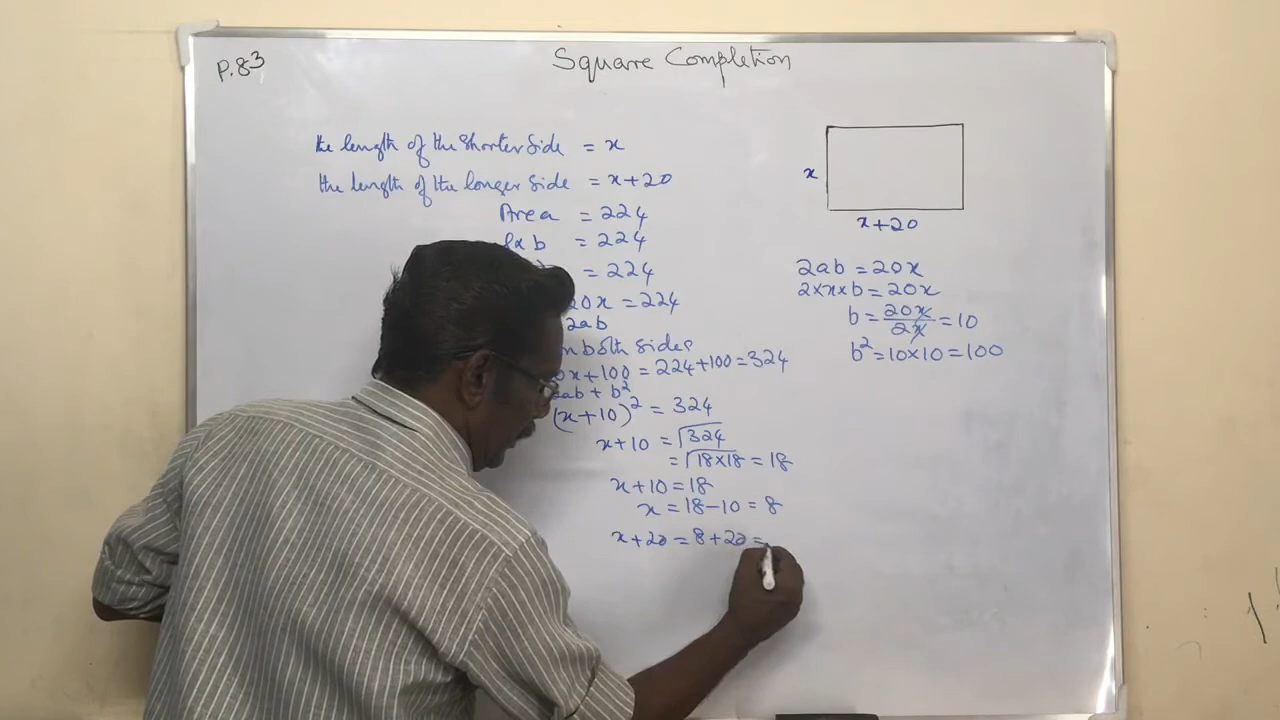 P.83
Square Completion
the length of the shorter side = x
the length of the longer side = x+20
Area = 224
l×b = 224
= 224
20x = 224
2ab
on both sides
x+100 = 224+100 = 324
2ab + b²
(x+10)² = 324
x+10 = √324
= √18×18 = 18
x+10 = 18
x = 18-10 = 8
x+20 = 8+20 =
x
x+20
2ab = 20x
2×x×b = 20x
b = 20x/2x = 10
b² = 10×10 = 100